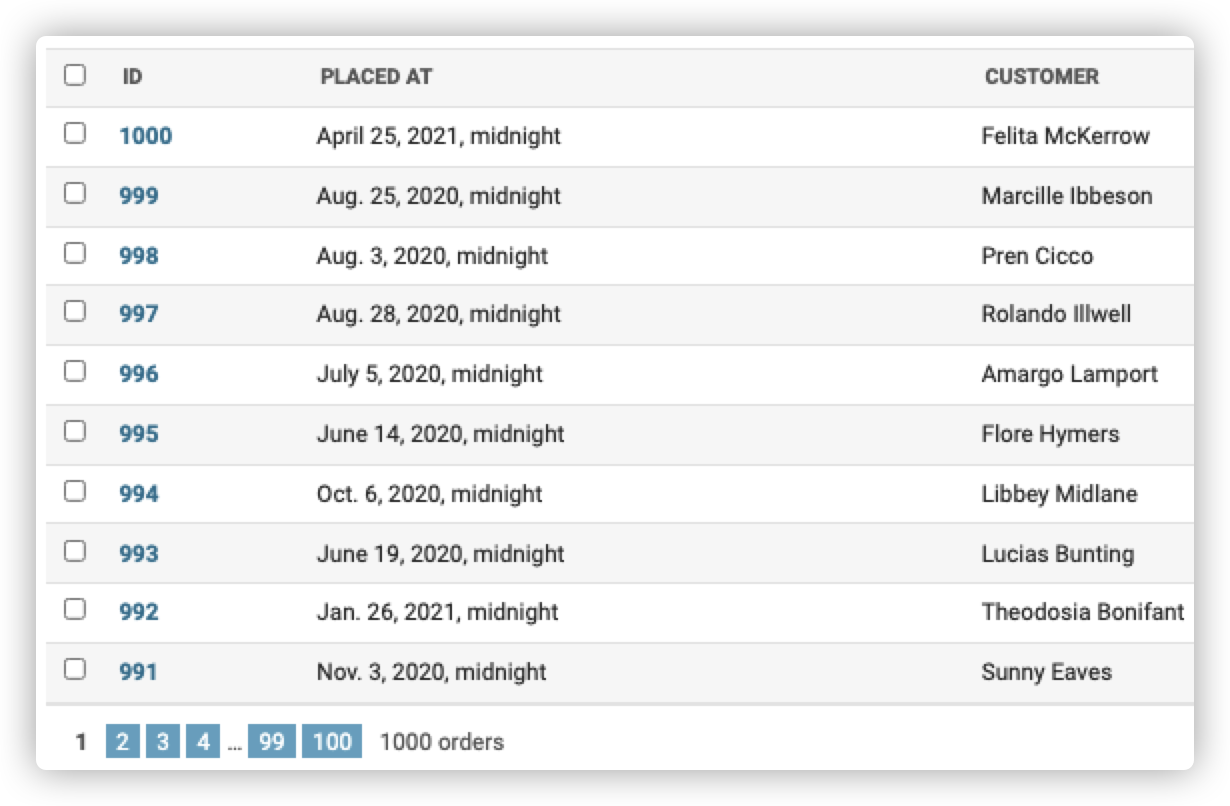 ID PLACED AT CUSTOMER
1000 April 25, 2021, midnight Felita McKerrow
999 Aug. 25, 2020, midnight Marcille Ibbeson
998 Aug. 3, 2020, midnight Pren Cicco
997 Aug. 28, 2020, midnight Rolando Illwell
996 July 5, 2020, midnight Amargo Lamport
995 June 14, 2020, midnight Flore Hymers
994 Oct. 6, 2020, midnight Libbey Midlane
993 June 19, 2020, midnight Lucias Bunting
992 Jan. 26, 2021, midnight Theodosia Bonifant
991 Nov. 3, 2020, midnight Sunny Eaves
1 2 3 4 ... 99 100 1000 orders